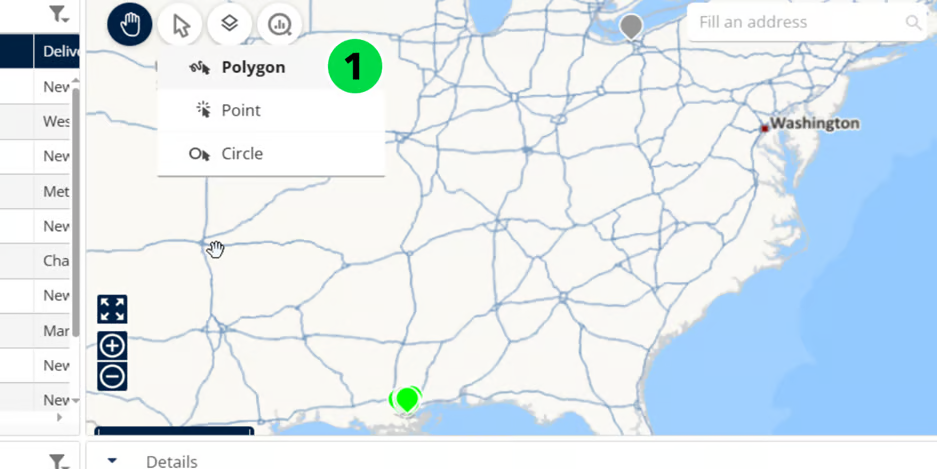 Fill an address
Deliv
Polygon
1
New
Point
Wes
Washington
New
Circle
Met
New
Cha
New
Mar
New
New
Details